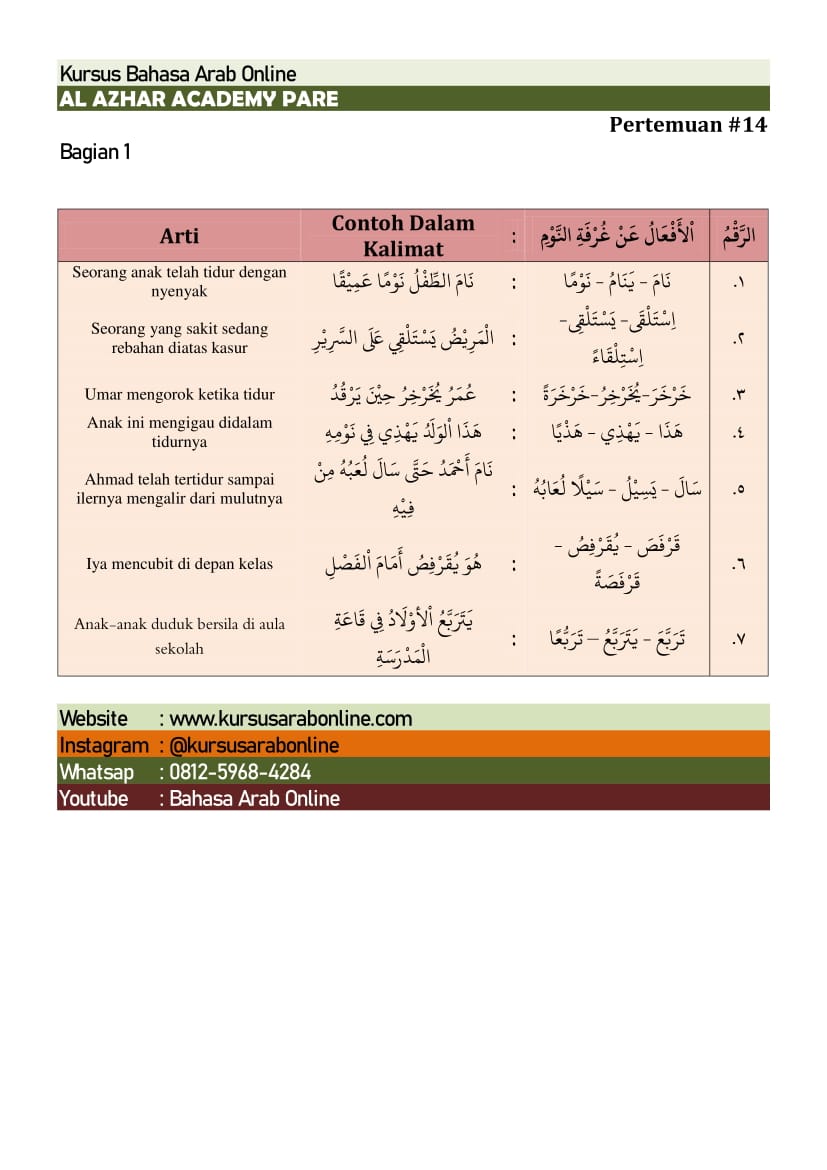 Kursus Bahasa Arab Online
AL AZHAR ACADEMY PARE
Pertemuan #14
Bagian 1
Arti
Contoh Dalam
Kalimat
:
اْلأَفْعَالُ عَنْ غُرْفَةِ النَّوْمِ
الرَّقْمُ
Seorang anak telah tidur dengan
nyenyak
نَامَ الطِّفْلُ نَوْمًا عَمِيْقًا
:
نَامَ - يَنَامُ - نَوْمًا
١.
Seorang yang sakit sedang
rebahan diatas kasur
الْمَرِيْضُ يَسْتَلْقِي عَلَى السَّرِيْرِ
:
اِسْتَلْقَى- يَسْتَلْقِى-
اِسْتِلْقَاءً
٢.
Umar mengorok ketika tidur
عُمَرُ يُخَرْخِرُ حِيْنَ يَرْقُدُ
:
خَرْخَرَ-يُخَرْخِرُ-خَرْخَرَةً
٣.
Anak ini mengigau didalam
tidurnya
هَذَا اْلوَلَدُ يَهْذِي فِي نَوْمِهِ
:
هَذَا - يَهْذِي - هَذْيًا
٤.
Ahmad telah tertidur sampai
ilernya mengalir dari mulutnya
نَامَ أَحْمَدُ حَتَّى سَالَ لُعَبُهُ مِنْ
فِيْهِ
:
سَالَ - يَسِيْلُ - سَيْلًا لُعَابُهُ
٥.
Iya mencubit di depan kelas
هُوَ يُقَرْفِصُ أَمَامَ اْلفَصْلِ
:
قَرْفَصَ - يُقَرْفِصُ -
قَرْفَصَةً
٦.
Anak-anak duduk bersila di aula
sekolah
يَتَرَبَّعُ اْلأَوْلَادُ فِي قَاعَةِ
الْمَدْرَسَةِ
:
تَرَبَّعَ - يَتَرَبَّعُ – تَرَبُّعًا
٧.
Website : www.kursusarabonline.com
Instagram : @kursusarabonline
Whatsap : 0812-5968-4284
Youtube : Bahasa Arab Online